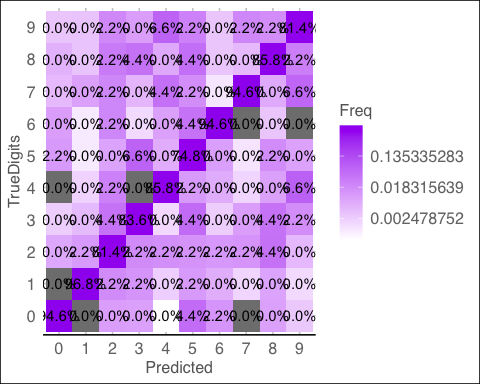 9 0.0% 0.0% 2.2% 0.0% 6.6% 2.2% 0.0% 2.2% 2.2% 81.4%
8 0.0% 0.0% 2.2% 4.4% 0.0% 4.4% 0.0% 0.0% 85.8% 2.2%
7 0.0% 0.0% 2.2% 0.0% 4.4% 2.2% 0.0% 94.6% 0.0% 6.6%
6 0.0% 0.0% 2.2% 0.0% 0.0% 4.4% 94.6% 0.0% 0.0% 0.0%
5 2.2% 0.0% 0.0% 6.6% 0.0% 74.8% 0.0% 0.0% 2.2% 0.0%
4 0.0% 0.0% 2.2% 0.0% 85.8% 2.2% 0.0% 0.0% 0.0% 6.6%
3 0.0% 0.0% 4.4% 83.6% 0.0% 4.4% 0.0% 0.0% 4.4% 2.2%
2 0.0% 2.2% 81.4% 2.2% 2.2% 2.2% 2.2% 2.2% 4.4% 0.0%
1 0.0% 96.8% 2.2% 2.2% 0.0% 2.2% 0.0% 0.0% 0.0% 0.0%
0 94.6% 0.0% 0.0% 0.0% 0.0% 4.4% 2.2% 0.0% 0.0% 0.0%
0 1 2 3 4 5 6 7 8 9
Predicted
TrueDigits
Freq
0.135335283
0.018315639
0.002478752